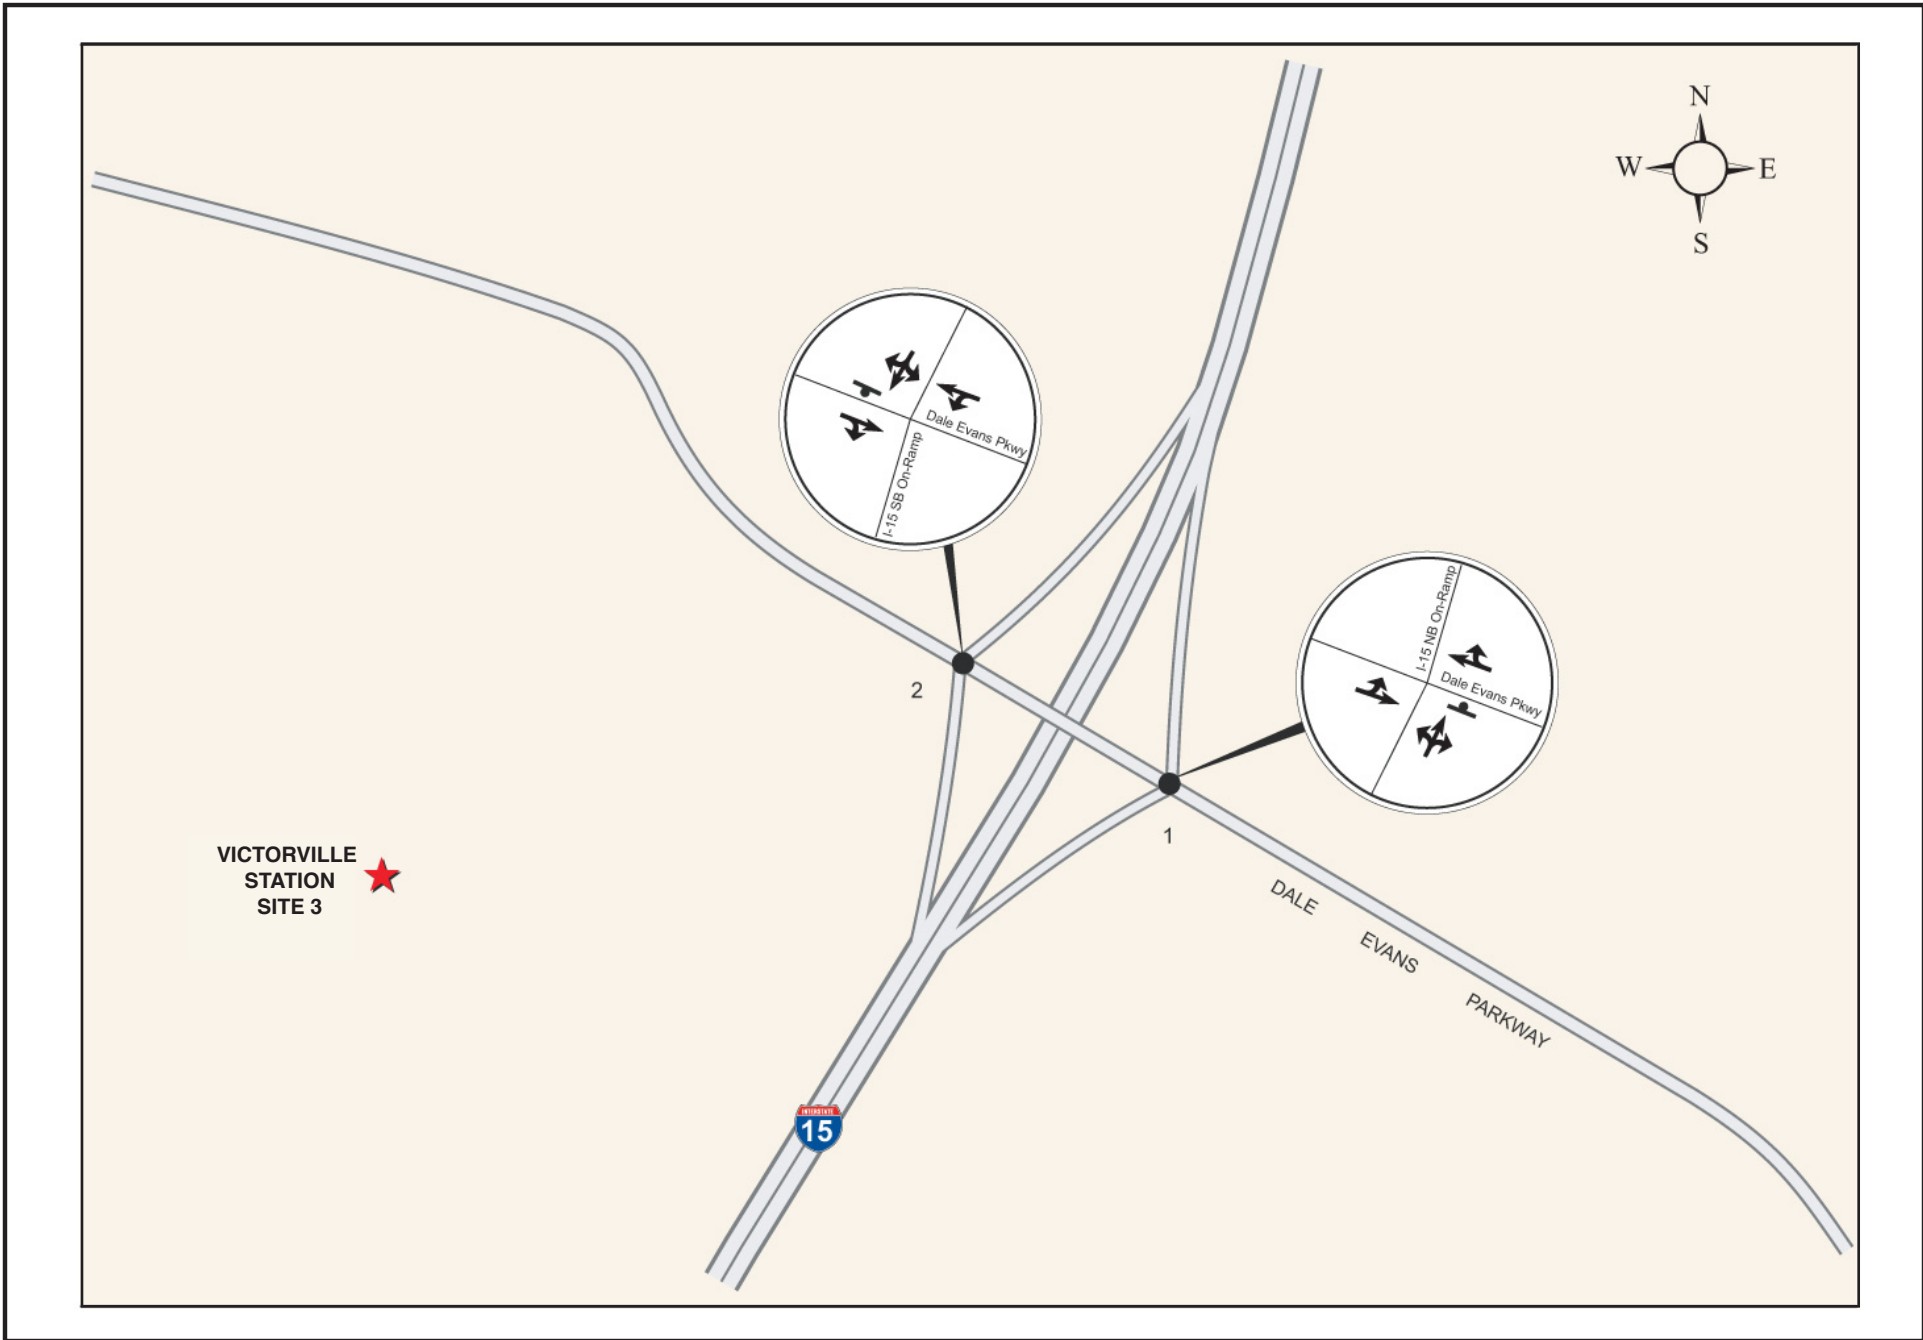 N
W
E
S
Dale Evans Pkwy
I-15 SB On-Ramp
I-15 NB On-Ramp
Dale Evans Pkwy
2
1
VICTORVILLE
STATION
SITE 3
DALE EVANS PARKWAY
INTERSTATE
15